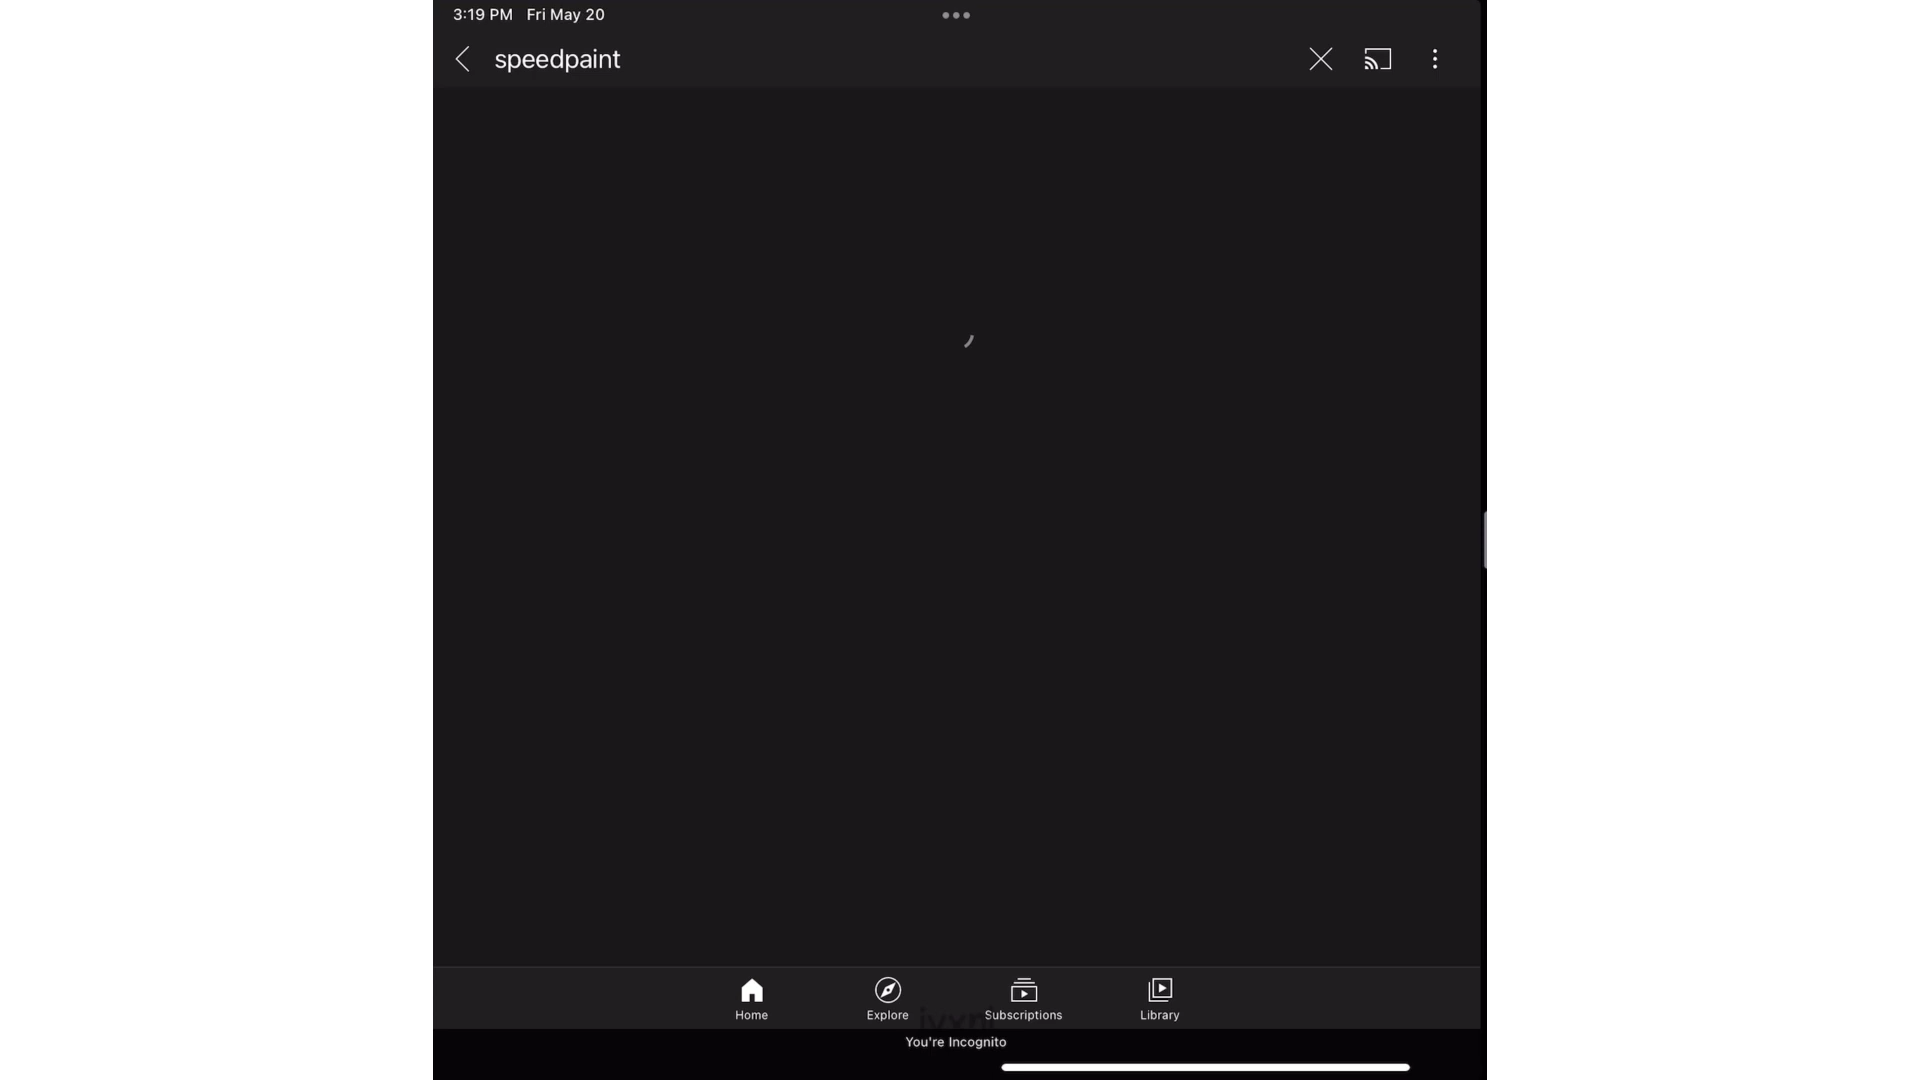 3:19 PM Fri May 20
speedpaint
Home Explore Subscriptions Library
You're Incognito